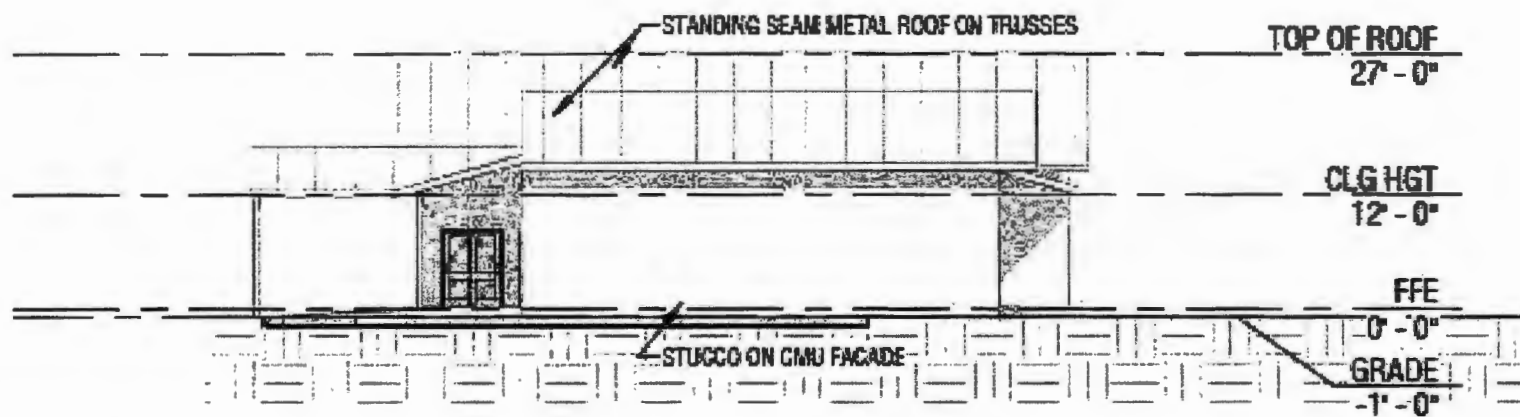 STANDING SEAM METAL ROOF ON TRUSSES
TOP OF ROOF
27' - 0"
CLG HGT
12' - 0"
FFE
0' - 0"
STUCCO ON CMU FACADE
GRADE
-1' - 0"